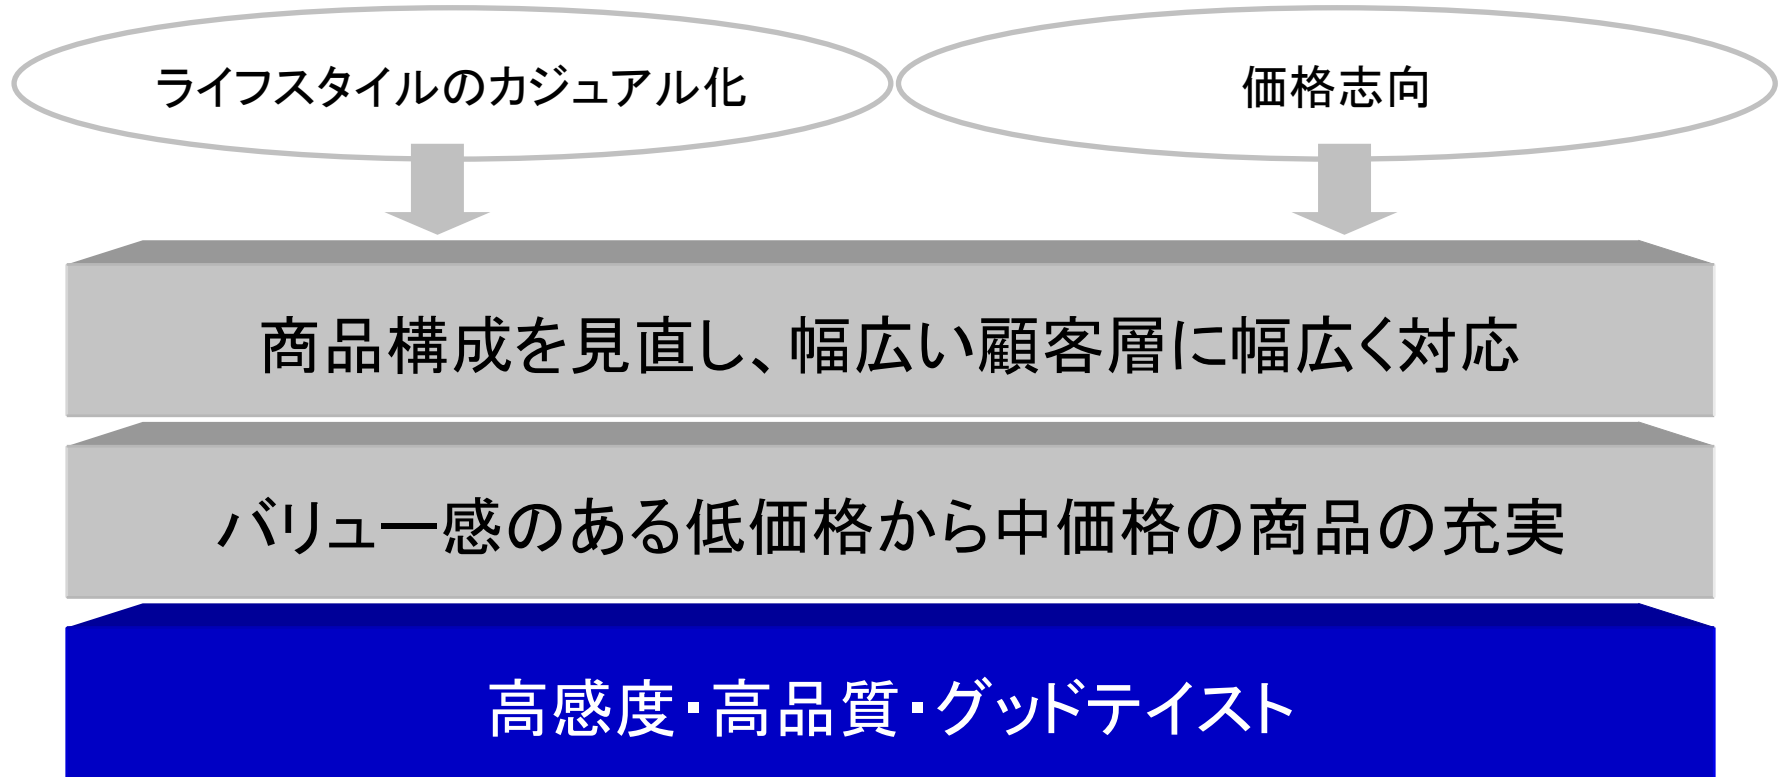 ライフスタイルのカジュアル化
価格志向
商品構成を見直し、幅広い顧客層に幅広く対応
バリュー感のある低価格から中価格の商品の充実
高感度・高品質・グッドテイスト